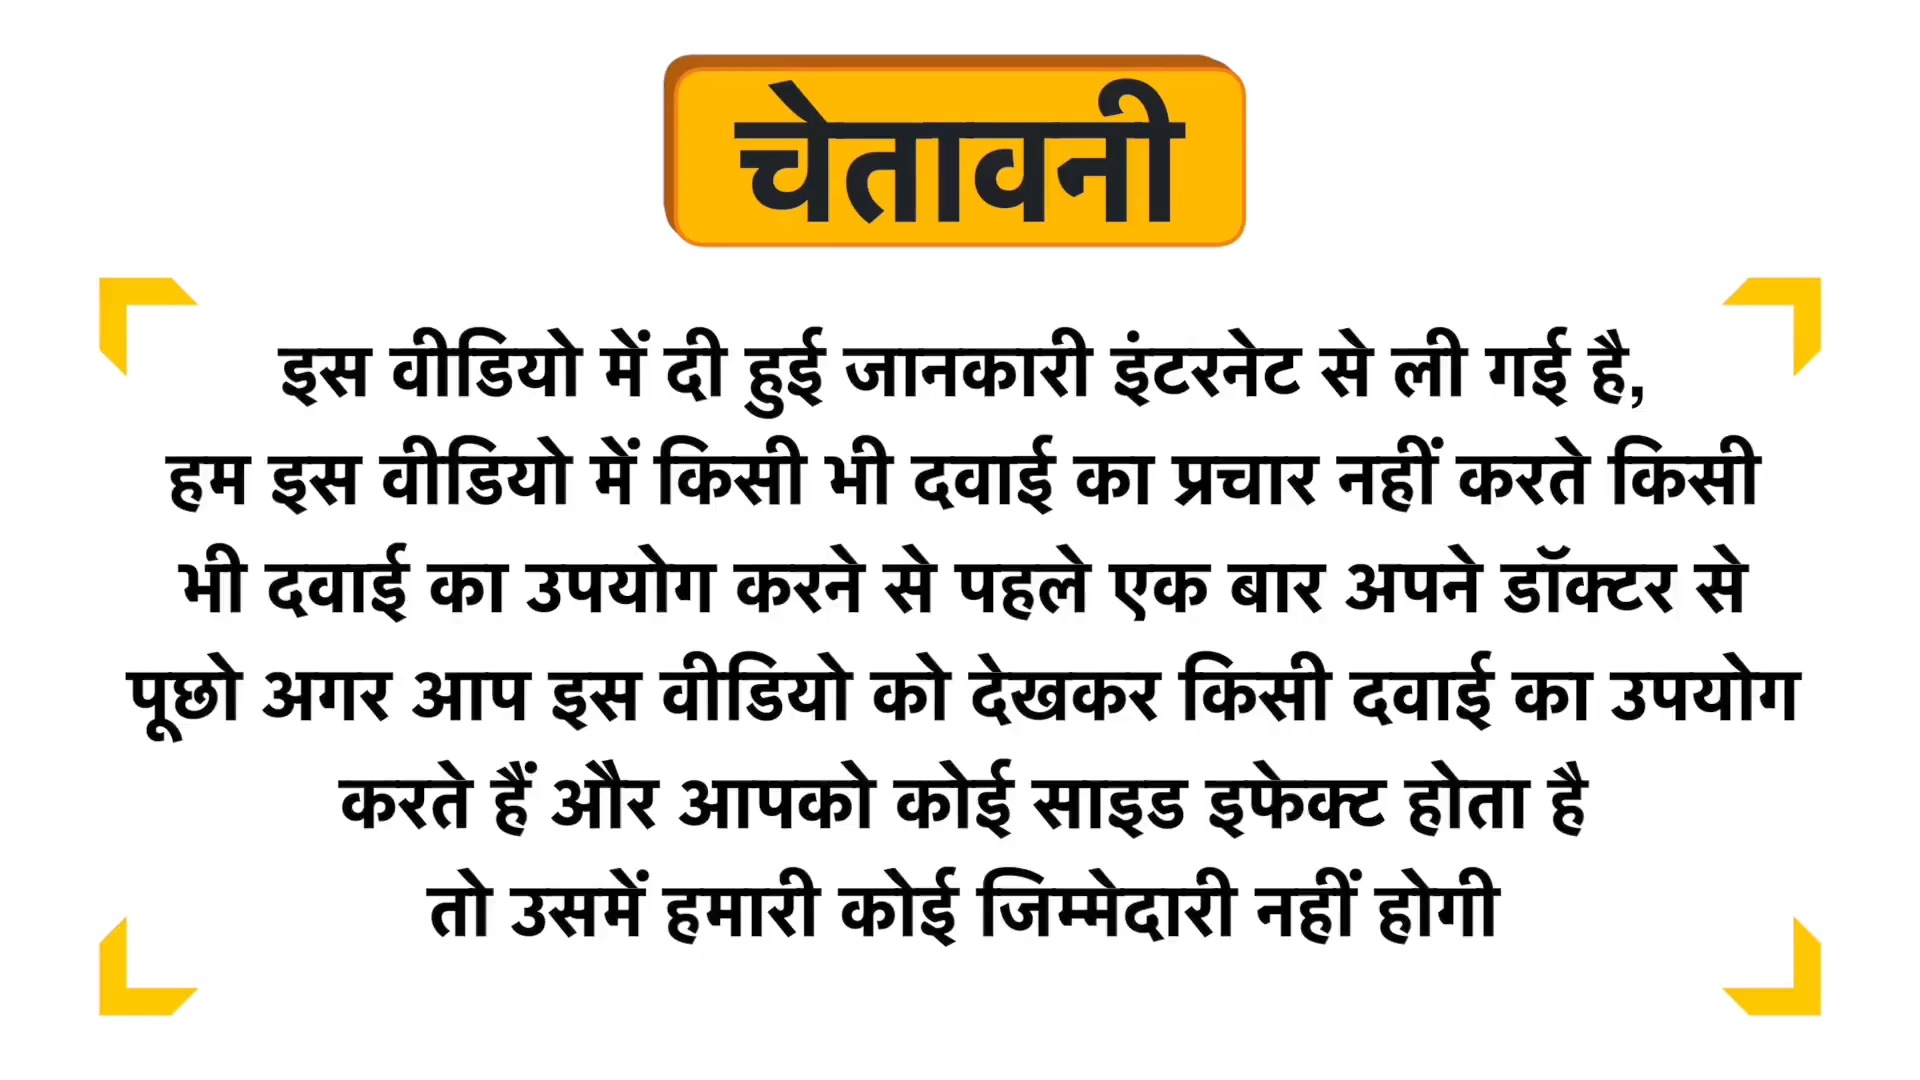 चेतावनी
इस वीडियो में दी हुई जानकारी इंटरनेट से ली गई है,
हम इस वीडियो में किसी भी दवाई का प्रचार नहीं करते किसी
भी दवाई का उपयोग करने से पहले एक बार अपने डॉक्टर से
पूछो अगर आप इस वीडियो को देखकर किसी दवाई का उपयोग
करते हैं और आपको कोई साइड इफेक्ट होता है
तो उसमें हमारी कोई जिम्मेदारी नहीं होगी